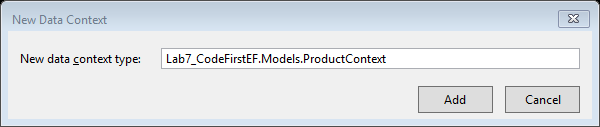 New Data Context
New data context type: Lab7_CodeFirstEF.Models.ProductContext
Add Cancel